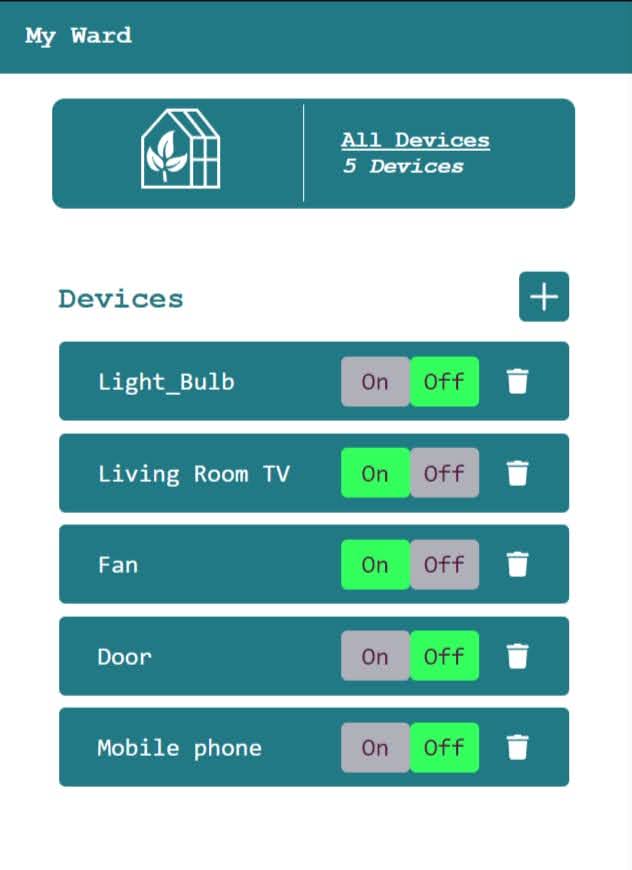 My Ward
All Devices
5 Devices
Devices
Light_Bulb On Off
Living Room TV On Off
Fan On Off
Door On Off
Mobile phone On Off